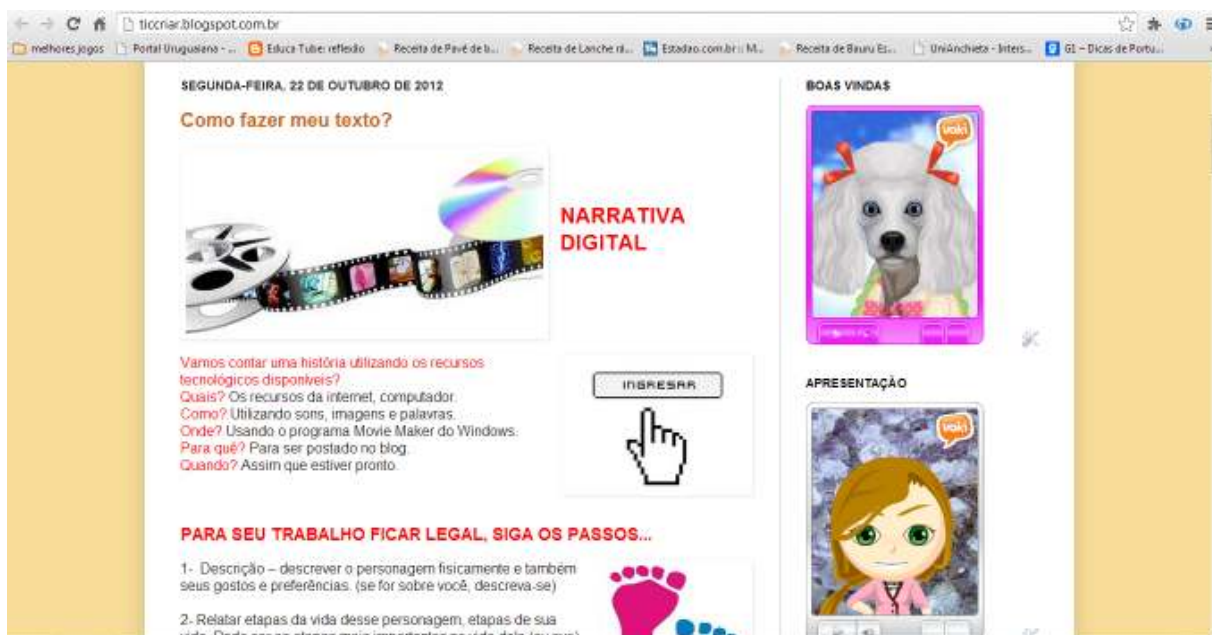 ticcriar.blogspot.com.br
melhores jogos
Portal Uruguaiana - ...
Educa Tube: reflexão
Receita de Pavê de b...
Receita de Lanche rá...
Estadao.com.br :: M...
Receita de Bauru Es...
UniAnchieta - Inters...
G1 – Dicas de Portu...
SEGUNDA-FEIRA, 22 DE OUTUBRO DE 2012
Como fazer meu texto?
NARRATIVA
DIGITAL
Vamos contar uma história utilizando os recursos
tecnológicos disponíveis?
Quais? Os recursos da internet, computador.
Como? Utilizando sons, imagens e palavras.
Onde? Usando o programa Movie Maker do Windows.
Para quê? Para ser postado no blog.
Quando? Assim que estiver pronto.
INGRESAR
PARA SEU TRABALHO FICAR LEGAL, SIGA OS PASSOS...
1- Descrição – descrever o personagem fisicamente e também
seus gostos e preferências. (se for sobre você, descreva-se)
2- Relatar etapas da vida desse personagem, etapas de sua
BOAS VINDAS
voki
APRESENTAÇÃO
voki